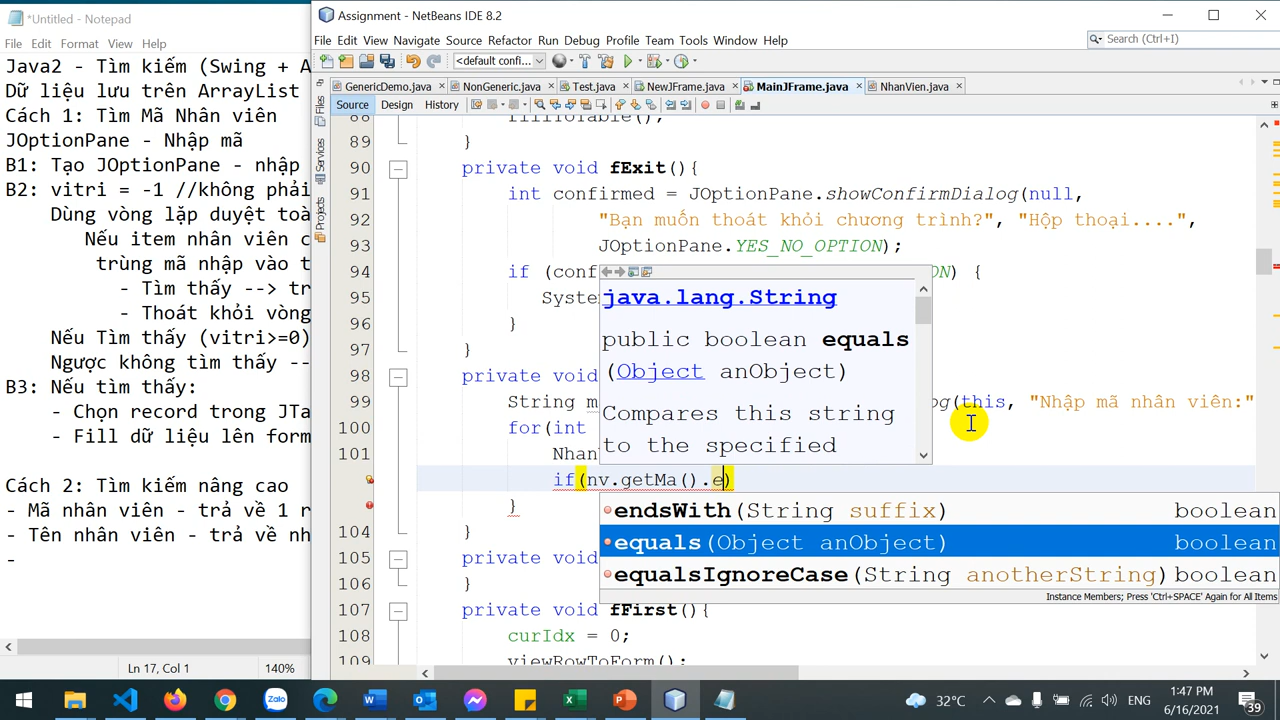 *Untitled - Notepad
File Edit Format View Help
Java2 - Tìm kiếm (Swing + A
Dữ liệu lưu trên ArrayList
Cách 1: Tìm Mã Nhân viên
JOptionPane - Nhập mã
B1: Tạo JOptionPane - nhập
B2: vitri = -1 //không phải
Dùng vòng lặp duyệt toà
Nếu item nhân viên c
trùng mã nhập vào t
- Tìm thấy --> tr
- Thoát khỏi vòng
Nếu Tìm thấy (vitri>=0)
Ngược không tìm thấy --
B3: Nếu tìm thấy:
- Chọn record trong JTa
- Fill dữ liệu lên form
Cách 2: Tìm kiếm nâng cao
- Mã nhân viên - trả về 1 r
- Tên nhân viên - trả về nh
-
Ln 17, Col 1 140%
Assignment - NetBeans IDE 8.2
File Edit View Navigate Source Refactor Run Debug Profile Team Tools Window Help
Search (Ctrl+I)
<default confi...
GenericDemo.java NonGeneric.java Test.java NewJFrame.java MainJFrame.java NhanVien.java
Source Design History
Files
Services
Projects
88 fillToTable();
89 }
90 private void fExit(){
91 int confirmed = JOptionPane.showConfirmDialog(null,
92 "Bạn muốn thoát khỏi chương trình?", "Hộp thoại....",
93 JOptionPane.YES_NO_OPTION);
94 if (conf ON) {
95 System
96 }
97 }
98 private void
99 String m og(this, "Nhập mã nhân viên:"
100 for(int
101 Nhan
if(nv.getMa().e)
}
104 }
105 private void
106 }
107 private void fFirst(){
108 curIdx = 0;
109 viewRowToForm();
java.lang.String
public boolean equals
(Object anObject)
Compares this string
to the specified
endsWith(String suffix) boolean
equals(Object anObject) boolean
equalsIgnoreCase(String anotherString) boolean
Instance Members; Press 'Ctrl+SPACE' Again for All Items
Zalo
32°C
ENG
1:47 PM
6/16/2021
39